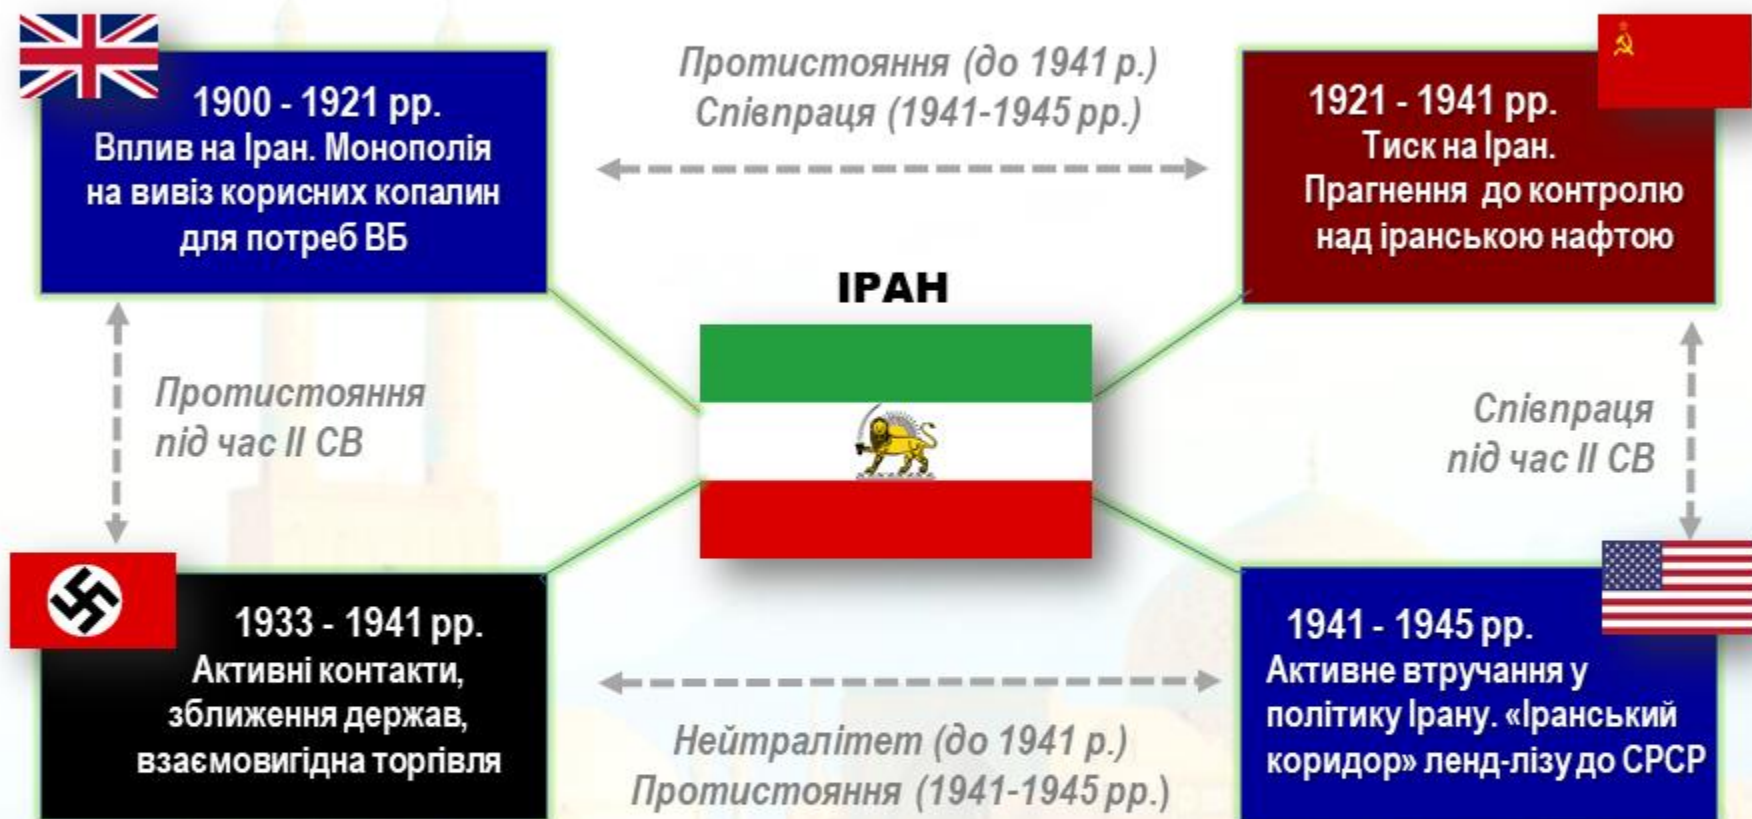 1900 - 1921 рр.
Вплив на Іран. Монополія
на вивіз корисних копалин
для потреб ВБ
Протистояння (до 1941 р.)
Співпраця (1941-1945 рр.)
1921 - 1941 рр.
Тиск на Іран.
Прагнення до контролю
над іранською нафтою
ІРАН
Протистояння
під час ІІ СВ
Співпраця
під час ІІ СВ
1933 - 1941 рр.
Активні контакти,
зближення держав,
взаємовигідна торгівля
Нейтралітет (до 1941 р.)
Протистояння (1941-1945 рр.)
1941 - 1945 рр.
Активне втручання у
політику Ірану. «Іранський
коридор» ленд-лізу до СРСР